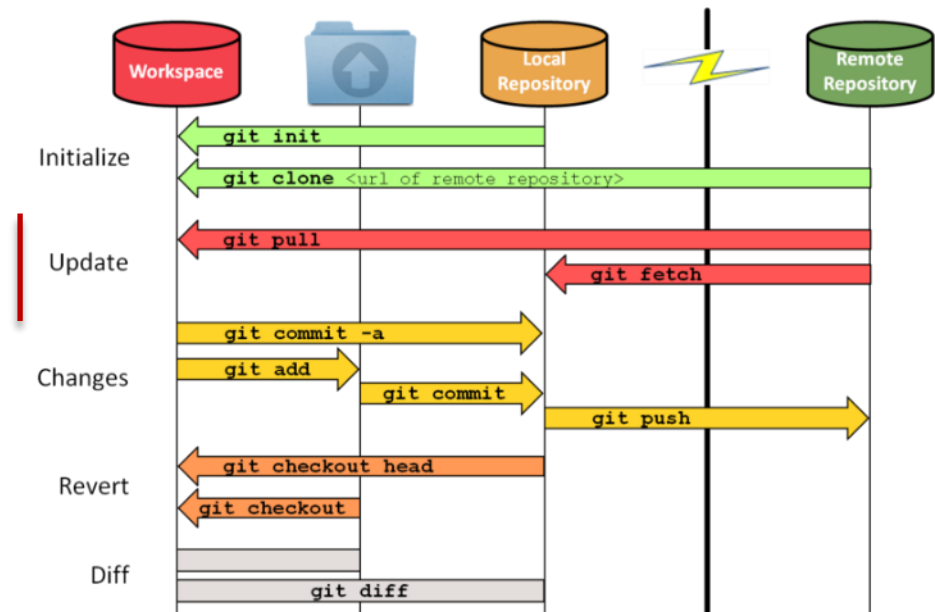 Workspace
Local
Repository
Remote
Repository
Initialize
git init
git clone <url of remote repository>
Update
git pull
git fetch
Changes
git commit -a
git add
git commit
git push
Revert
git checkout head
git checkout
Diff
git diff